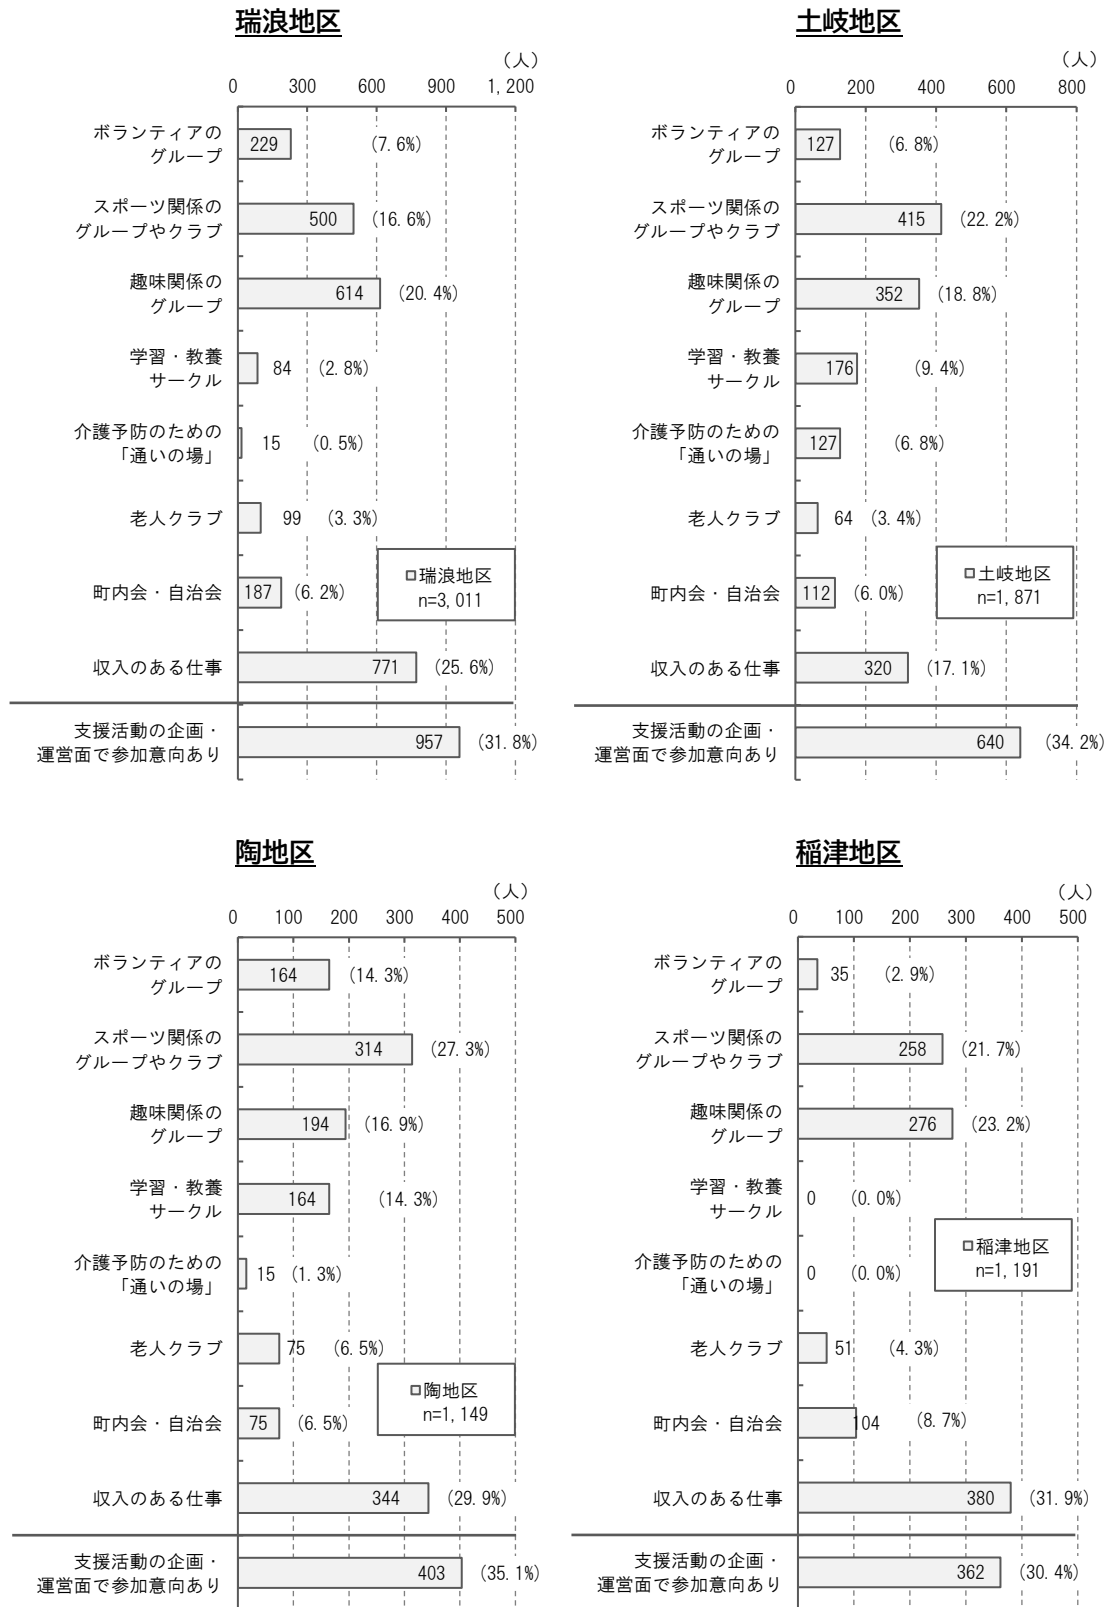 瑞浪地区
（人）
0 300 600 900 1,200
ボランティアの
グループ
229 (7.6%)
スポーツ関係の
グループやクラブ
500 (16.6%)
趣味関係の
グループ
614 (20.4%)
学習・教養
サークル
84 (2.8%)
介護予防のための
「通いの場」
15 (0.5%)
老人クラブ
99 (3.3%)
町内会・自治会
187 (6.2%)
瑞浪地区
n=3,011
収入のある仕事
771 (25.6%)
支援活動の企画・
運営面で参加意向あり
957 (31.8%)
土岐地区
（人）
0 200 400 600 800
ボランティアの
グループ
127 (6.8%)
スポーツ関係の
グループやクラブ
415 (22.2%)
趣味関係の
グループ
352 (18.8%)
学習・教養
サークル
176 (9.4%)
介護予防のための
「通いの場」
127 (6.8%)
老人クラブ
64 (3.4%)
町内会・自治会
112 (6.0%)
土岐地区
n=1,871
収入のある仕事
320 (17.1%)
支援活動の企画・
運営面で参加意向あり
640 (34.2%)
陶地区
（人）
0 100 200 300 400 500
ボランティアの
グループ
164 (14.3%)
スポーツ関係の
グループやクラブ
314 (27.3%)
趣味関係の
グループ
194 (16.9%)
学習・教養
サークル
164 (14.3%)
介護予防のための
「通いの場」
15 (1.3%)
老人クラブ
75 (6.5%)
陶地区
n=1,149
町内会・自治会
75 (6.5%)
収入のある仕事
344 (29.9%)
支援活動の企画・
運営面で参加意向あり
403 (35.1%)
稲津地区
（人）
0 100 200 300 400 500
ボランティアの
グループ
35 (2.9%)
スポーツ関係の
グループやクラブ
258 (21.7%)
趣味関係の
グループ
276 (23.2%)
学習・教養
サークル
0 (0.0%)
稲津地区
n=1,191
介護予防のための
「通いの場」
0 (0.0%)
老人クラブ
51 (4.3%)
町内会・自治会
104 (8.7%)
収入のある仕事
380 (31.9%)
支援活動の企画・
運営面で参加意向あり
362 (30.4%)